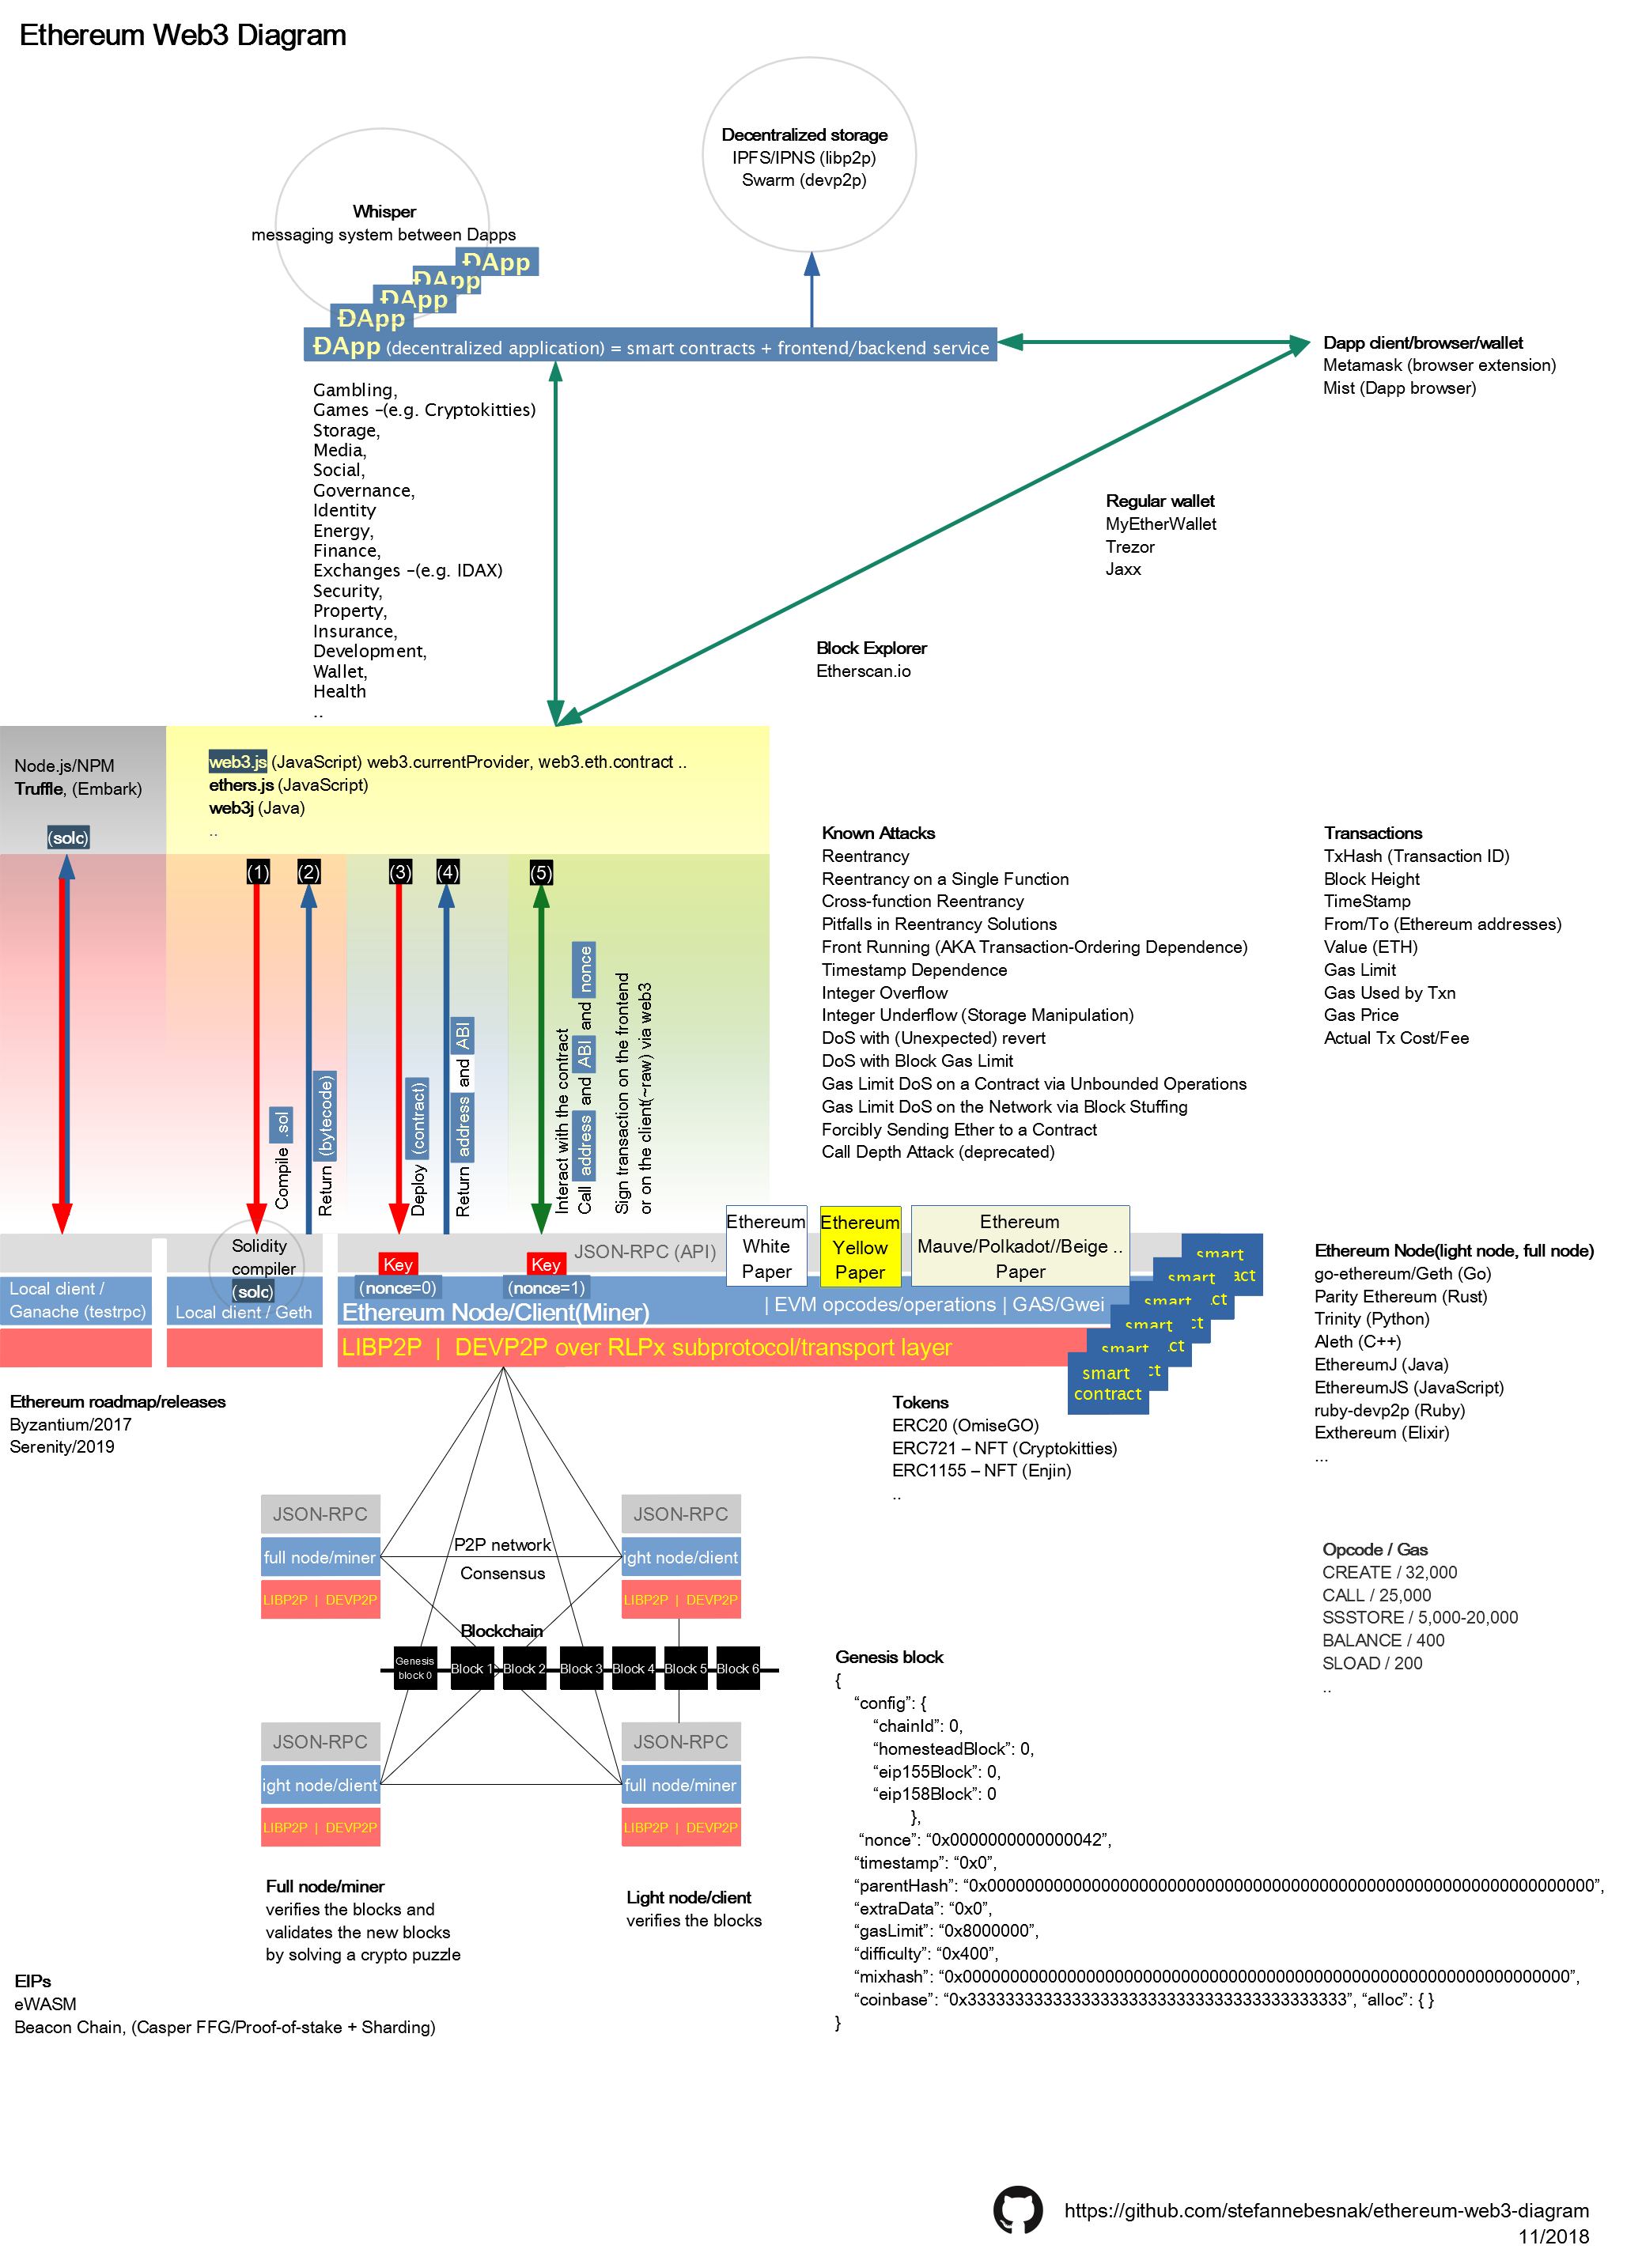 Ethereum Web3 Diagram
Decentralized storage
IPFS/IPNS (libp2p)
Swarm (devp2p)
Whisper
messaging system between Dapps
ĐApp
ĐApp
ĐApp
ĐApp
ĐApp (decentralized application) = smart contracts + frontend/backend service
Dapp client/browser/wallet
Metamask (browser extension)
Mist (Dapp browser)
Gambling,
Games –(e.g. Cryptokitties)
Storage,
Media,
Social,
Governance,
Identity
Energy,
Finance,
Exchanges –(e.g. IDAX)
Security,
Property,
Insurance,
Development,
Wallet,
Health
..
Regular wallet
MyEtherWallet
Trezor
Jaxx
Block Explorer
Etherscan.io
Node.js/NPM
Truffle, (Embark)
(solc)
web3.js (JavaScript) web3.currentProvider, web3.eth.contract ..
ethers.js (JavaScript)
web3j (Java)
..
(1)
(2)
(3)
(4)
(5)
Compile .sol
Return (bytecode)
Deploy (contract)
Return address and ABI
Interact with the contract
Call address and ABI and nonce
Sign transaction on the frontend
or on the client(~raw) via web3
Known Attacks
Reentrancy
Reentrancy on a Single Function
Cross-function Reentrancy
Pitfalls in Reentrancy Solutions
Front Running (AKA Transaction-Ordering Dependence)
Timestamp Dependence
Integer Overflow
Integer Underflow (Storage Manipulation)
DoS with (Unexpected) revert
DoS with Block Gas Limit
Gas Limit DoS on a Contract via Unbounded Operations
Gas Limit DoS on the Network via Block Stuffing
Forcibly Sending Ether to a Contract
Call Depth Attack (deprecated)
Transactions
TxHash (Transaction ID)
Block Height
TimeStamp
From/To (Ethereum addresses)
Value (ETH)
Gas Limit
Gas Used by Txn
Gas Price
Actual Tx Cost/Fee
Local client /
Ganache (testrpc)
Solidity
compiler
(solc)
Local client / Geth
JSON-RPC (API)
Key
(nonce=0)
Key
(nonce=1)
Ethereum Node/Client(Miner)
| EVM opcodes/operations | GAS/Gwei
LIBP2P | DEVP2P over RLPx subprotocol/transport layer
Ethereum
White
Paper
Ethereum
Yellow
Paper
Ethereum
Mauve/Polkadot//Beige ..
Paper
smart
act
smart
ct
smart
ct
smart
ct
smart
ct
smart
contract
Ethereum Node(light node, full node)
go-ethereum/Geth (Go)
Parity Ethereum (Rust)
Trinity (Python)
Aleth (C++)
EthereumJ (Java)
EthereumJS (JavaScript)
ruby-devp2p (Ruby)
Exthereum (Elixir)
...
Ethereum roadmap/releases
Byzantium/2017
Serenity/2019
Tokens
ERC20 (OmiseGO)
ERC721 – NFT (Cryptokitties)
ERC1155 – NFT (Enjin)
..
JSON-RPC
full node/miner
LIBP2P | DEVP2P
P2P network
Consensus
JSON-RPC
ight node/client
LIBP2P | DEVP2P
Blockchain
Genesis
block 0
Block 1
Block 2
Block 3
Block 4
Block 5
Block 6
JSON-RPC
ight node/client
LIBP2P | DEVP2P
JSON-RPC
full node/miner
LIBP2P | DEVP2P
Opcode / Gas
CREATE / 32,000
CALL / 25,000
SSSTORE / 5,000-20,000
BALANCE / 400
SLOAD / 200
..
Genesis block
{
“config”: {
“chainId”: 0,
“homesteadBlock”: 0,
“eip155Block”: 0,
“eip158Block”: 0
},
“nonce”: “0x0000000000000042”,
“timestamp”: “0x0”,
“parentHash”: “0x0000000000000000000000000000000000000000000000000000000000000000”,
“extraData”: “0x0”,
“gasLimit”: “0x8000000”,
“difficulty”: “0x400”,
“mixhash”: “0x0000000000000000000000000000000000000000000000000000000000000000”,
“coinbase”: “0x3333333333333333333333333333333333333333”, “alloc”: { }
}
Full node/miner
verifies the blocks and
validates the new blocks
by solving a crypto puzzle
Light node/client
verifies the blocks
EIPs
eWASM
Beacon Chain, (Casper FFG/Proof-of-stake + Sharding)
https://github.com/stefannebesnak/ethereum-web3-diagram
11/2018